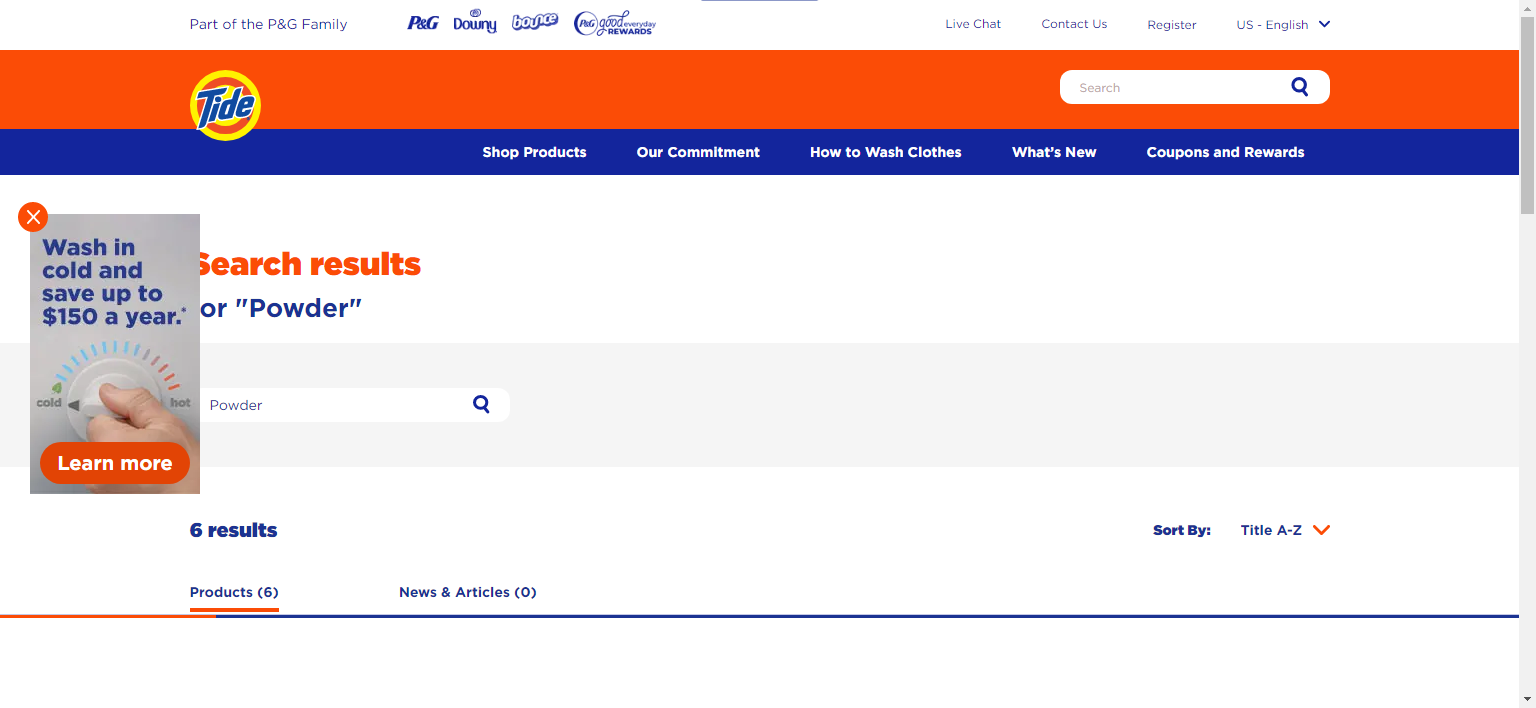 Part of the P&G Family
P&G
Downy
bounce
P&G good everyday
REWARDS
Live Chat
Contact Us
Register
US - English
Tide
Search
Shop Products
Our Commitment
How to Wash Clothes
What's New
Coupons and Rewards
Wash in
cold and
save up to
$150 a year.*
cold
hot
Learn more
Search results
or "Powder"
Powder
6 results
Sort By:
Title A-Z
Products (6)
News & Articles (0)